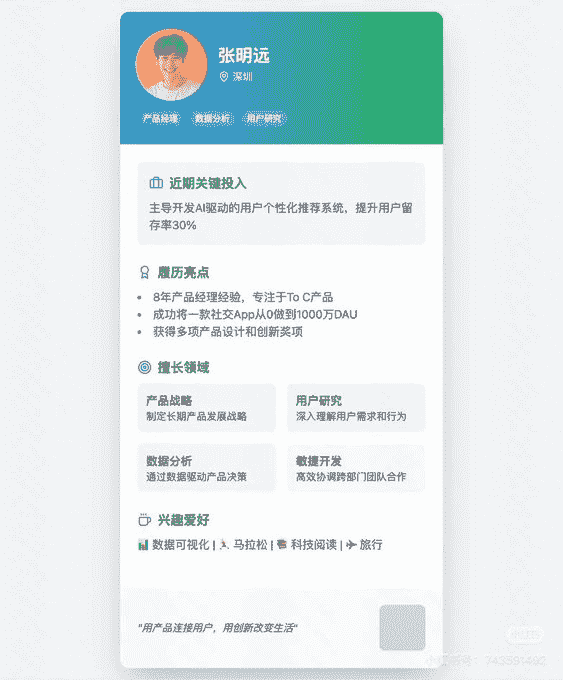 张明远
深圳
产品经理 数据分析 用户研究
近期关键投入
主导开发AI驱动的用户个性化推荐系统，提升用户留
存率30%
履历亮点
• 8年产品经理经验，专注于To C产品
• 成功将一款社交App从0做到1000万DAU
• 获得多项产品设计和创新奖项
擅长领域
产品战略
制定长期产品发展战略
用户研究
深入理解用户需求和行为
数据分析
通过数据驱动产品决策
敏捷开发
高效协调跨部门团队合作
兴趣爱好
📊 数据可视化 | 🏃 马拉松 | 📚 科技阅读 | ✈ 旅行
"用产品连接用户，用创新改变生活"
小红书
小红书号：743591492